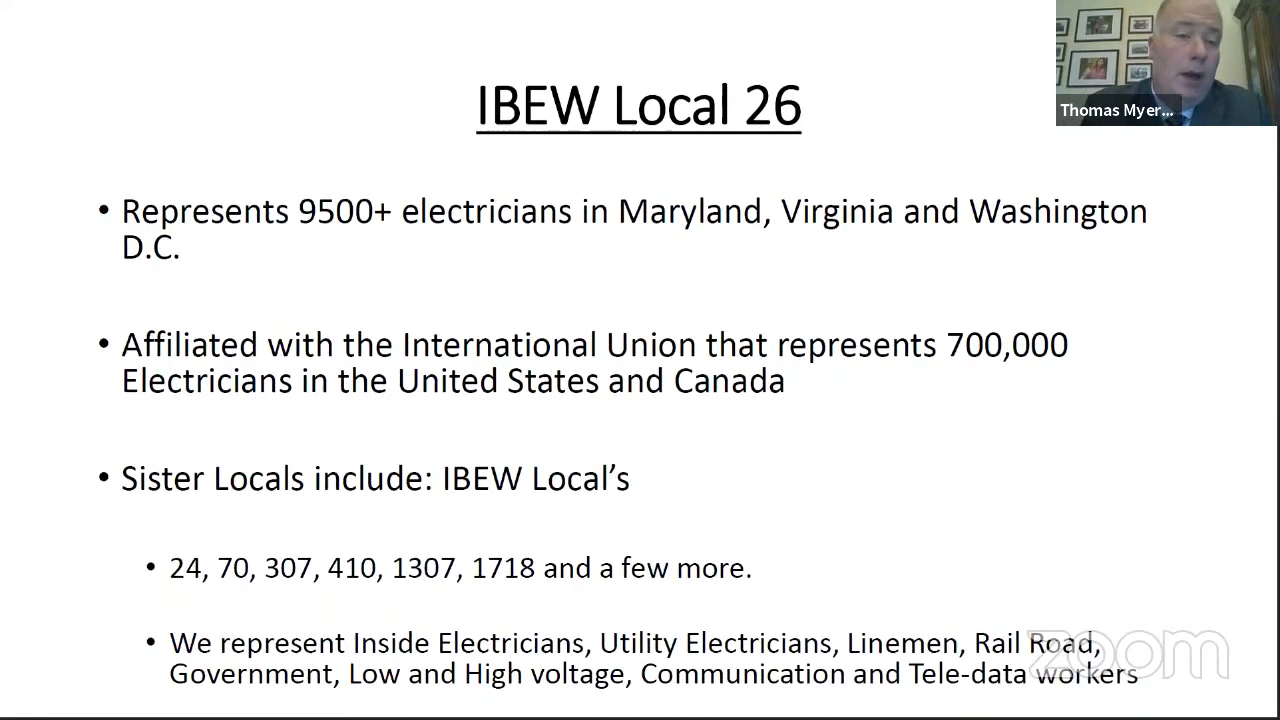 IBEW Local 26
Thomas Myer...
• Represents 9500+ electricians in Maryland, Virginia and Washington
D.C.
• Affiliated with the International Union that represents 700,000
Electricians in the United States and Canada
• Sister Locals include: IBEW Local’s
• 24, 70, 307, 410, 1307, 1718 and a few more.
• We represent Inside Electricians, Utility Electricians, Linemen, Rail Road,
Government, Low and High voltage, Communication and Tele-data workers
zoom